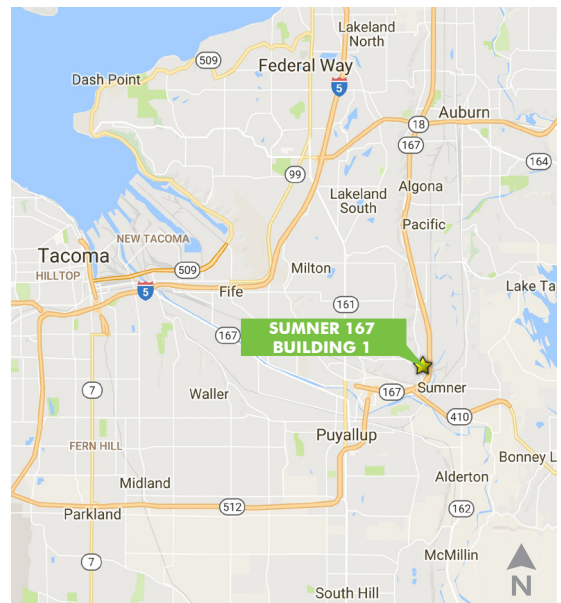 Lakeland
North
509
Federal Way
Dash Point
5
Auburn
18
167
164
99
Algona
Lakeland
South
Pacific
NEW TACOMA
Tacoma
HILLTOP
509
Milton
5
Fife
Lake Ta
161
167
SUMNER 167
BUILDING 1
Sumner
167
7
Waller
410
Puyallup
FERN HILL
Bonney L
Alderton
Midland
512
162
Parkland
McMillin
7
N
South Hill